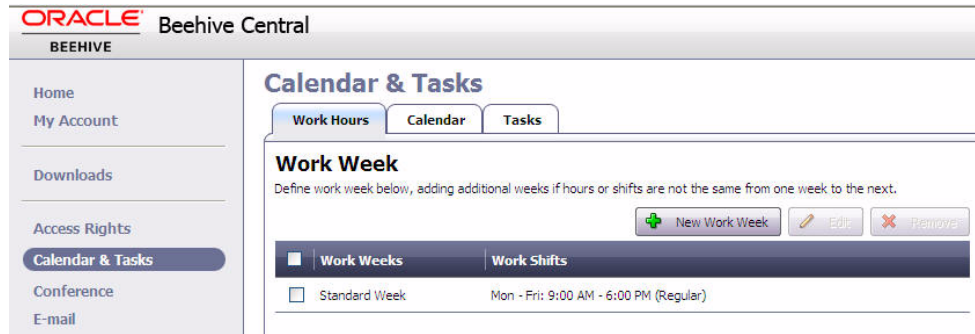 ORACLE Beehive Central
BEEHIVE
Home
My Account
Downloads
Access Rights
Calendar & Tasks
Conference
E-mail
Calendar & Tasks
Work Hours Calendar Tasks
Work Week
Define work week below, adding additional weeks if hours or shifts are not the same from one week to the next.
New Work Week Edit Remove
Work Weeks Work Shifts
Standard Week Mon - Fri: 9:00 AM - 6:00 PM (Regular)